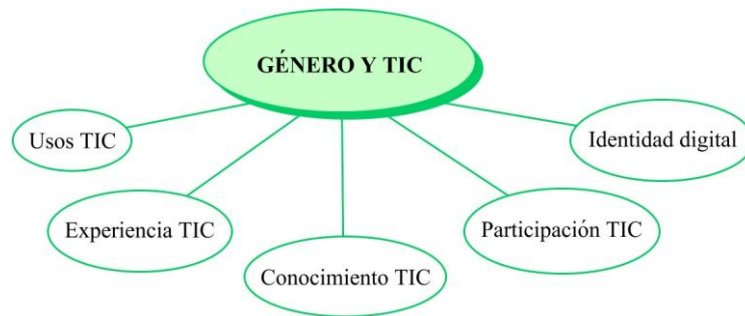 GÉNERO Y TIC
Usos TIC
Identidad digital
Experiencia TIC
Participación TIC
Conocimiento TIC